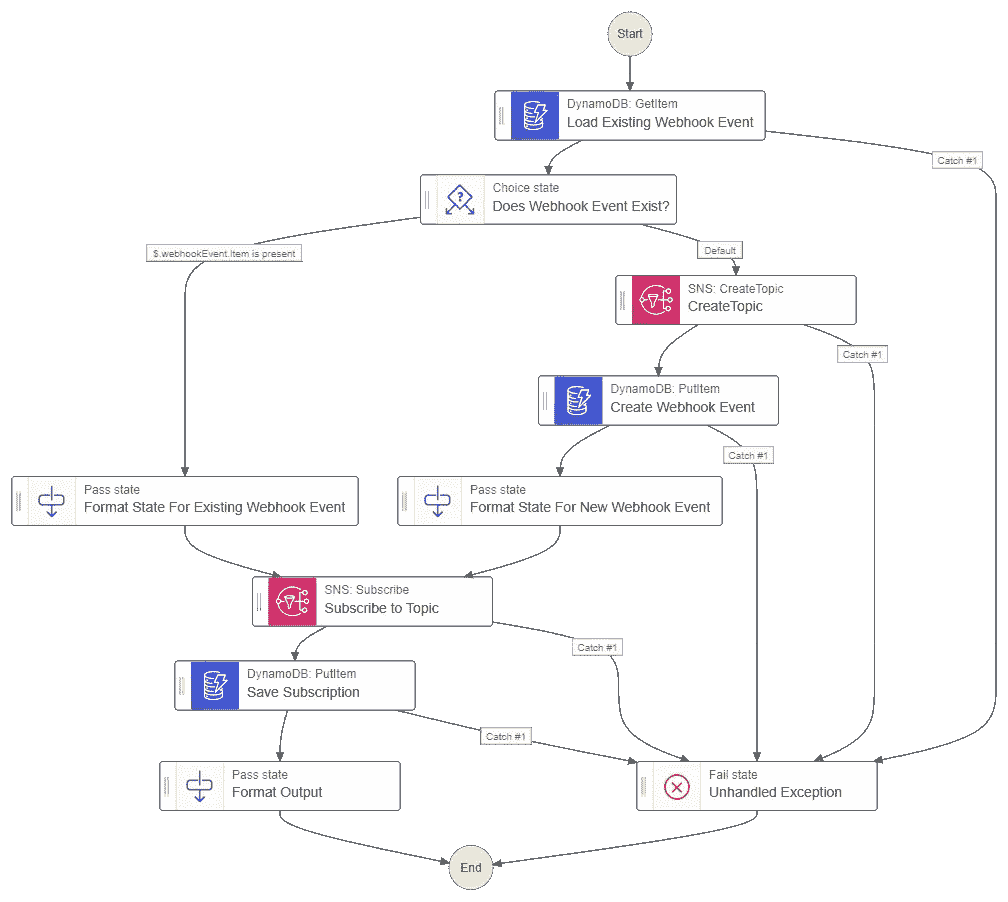 Start
DynamoDB: GetItem
Load Existing Webhook Event
Catch #1
Choice state
Does Webhook Event Exist?
$.webhookEvent.Item is present
Default
SNS: CreateTopic
CreateTopic
Catch #1
DynamoDB: PutItem
Create Webhook Event
Catch #1
Pass state
Format State For Existing Webhook Event
Pass state
Format State For New Webhook Event
SNS: Subscribe
Subscribe to Topic
Catch #1
DynamoDB: PutItem
Save Subscription
Catch #1
Pass state
Format Output
Fail state
Unhandled Exception
End